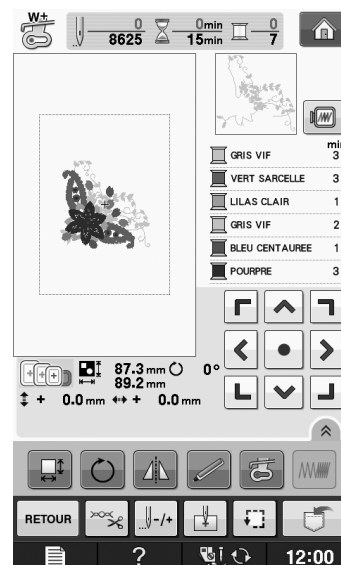 W+
0 0min 0
8625 15min 7
mi
GRIS VIF 3
VERT SARCELLE 3
LILAS CLAIR 1
GRIS VIF 2
BLEU CENTAUREE 1
POURPRE 3
87.3 mm 0°
89.2 mm
+ 0.0 mm + 0.0 mm
RETOUR -/+
? 12:00